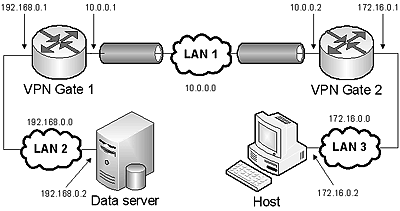 192.168.0.1
10.0.0.1
10.0.0.2
172.16.0.1
LAN 1
VPN Gate 1
VPN Gate 2
10.0.0.0
192.168.0.0
172.16.0.0
LAN 2
LAN 3
192.168.0.2
172.16.0.2
Data server
Host